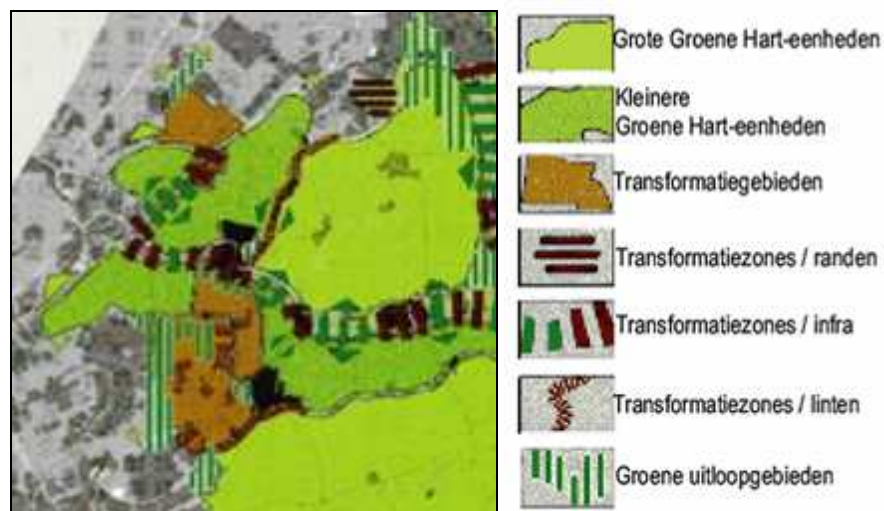 Grote Groene Hart-eenheden
Kleinere
Groene Hart-eenheden
Transformatiegebieden
Transformatiezones / randen
Transformatiezones / infra
Transformatiezones / linten
Groene uitloopgebieden